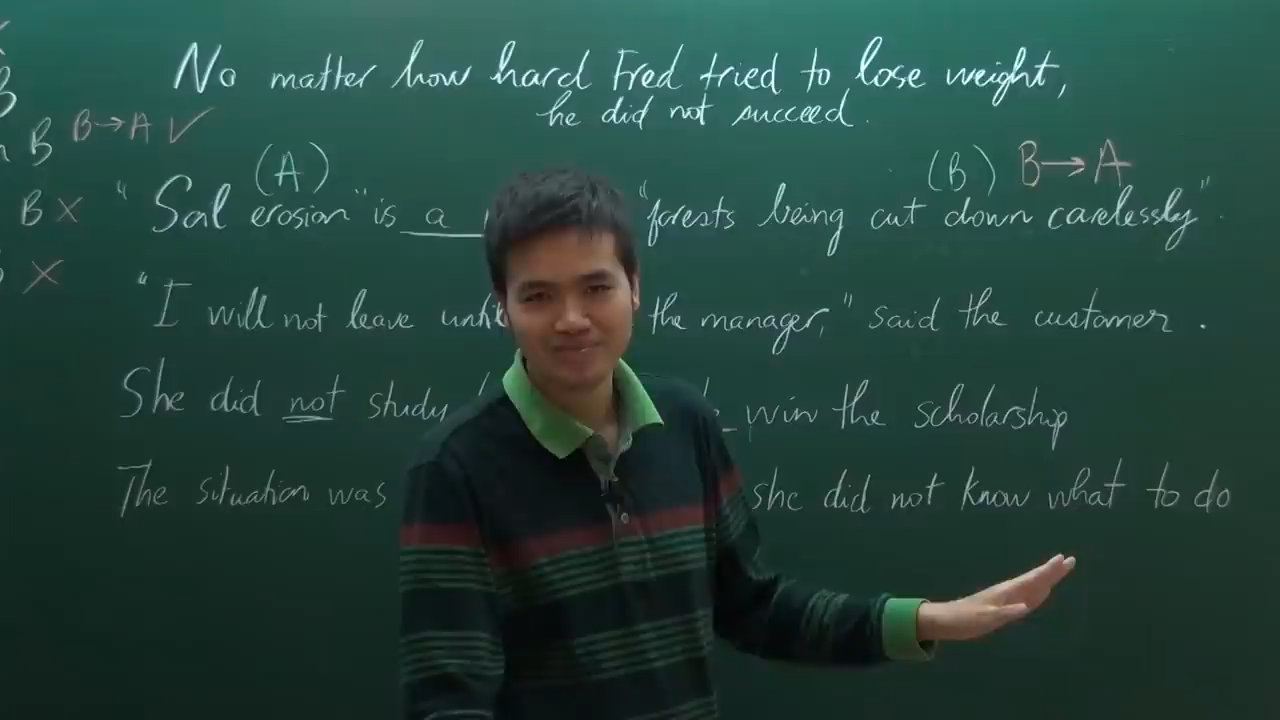 No matter how hard Fred tried to lose weight,
he did not succeed.
B B→A ✓
(A) (B) B→A
B X "Soil erosion" is a "forests being cut down carelessly".
X
"I will not leave until the manager," said the customer.
She did not study win the scholarship
The situation was she did not know what to do